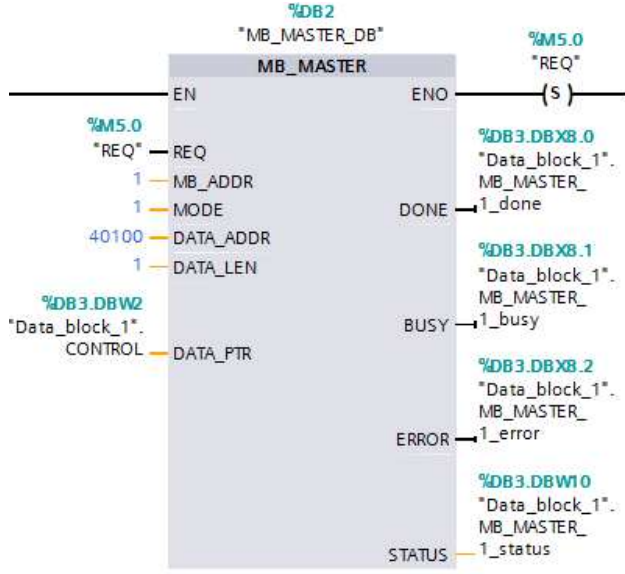 %DB2
"MB_MASTER_DB"
MB_MASTER
EN
ENO
%M5.0
"REQ"
S
%M5.0
"REQ"
REQ
1
MB_ADDR
1
MODE
40100
DATA_ADDR
1
DATA_LEN
%DB3.DBW2
"Data_block_1".
CONTROL
DATA_PTR
DONE
%DB3.DBX8.0
"Data_block_1".
MB_MASTER_
1_done
BUSY
%DB3.DBX8.1
"Data_block_1".
MB_MASTER_
1_busy
ERROR
%DB3.DBX8.2
"Data_block_1".
MB_MASTER_
1_error
STATUS
%DB3.DBW10
"Data_block_1".
MB_MASTER_
1_status